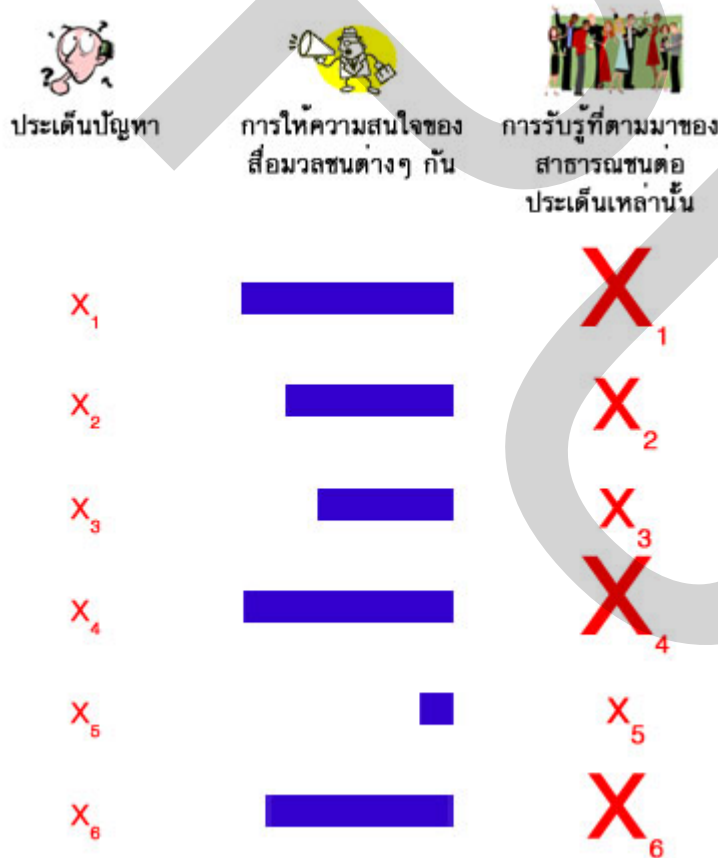 ประเด็นปัญหา
การให้ความสนใจของ
สื่อมวลชนต่างๆ กัน
การรับรู้ที่ตามมาของ
สาธารณชนต่อ
ประเด็นเหล่านั้น
X1 X1
X2 X2
X3 X3
X4 X4
X5 X5
X6 X6